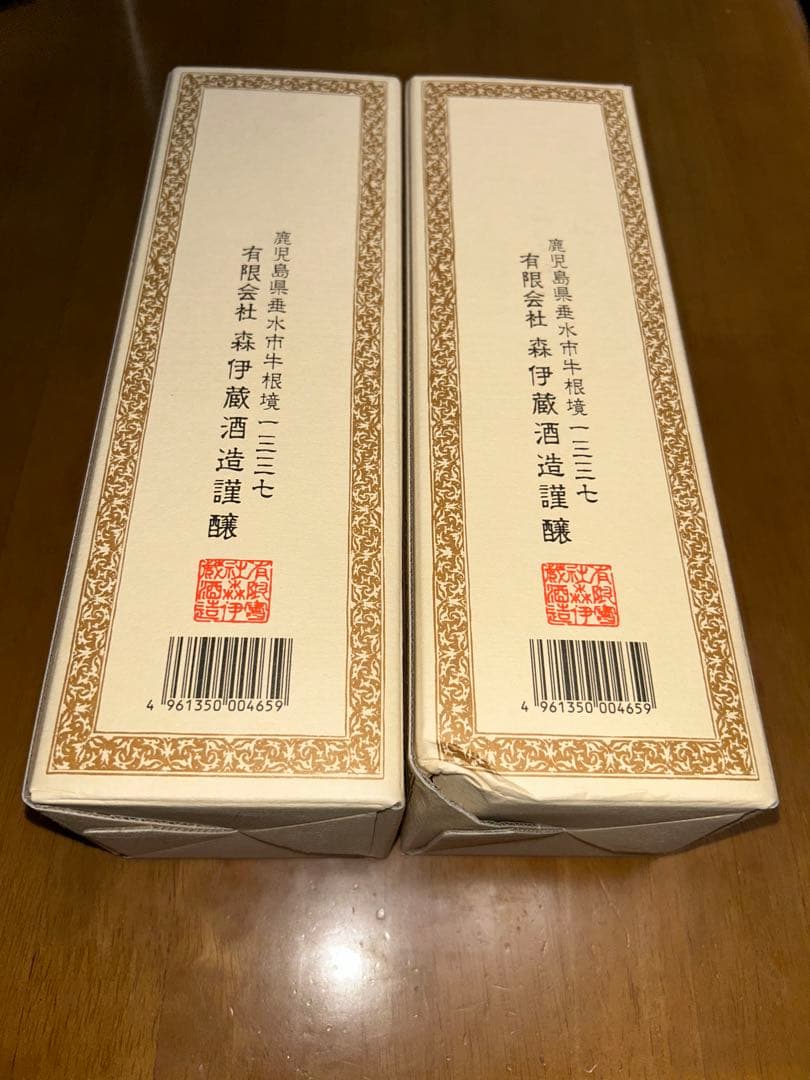 鹿児島県垂水市牛根境一三三七
有限会社 森伊蔵酒造謹醸
有限會
社森伊
蔵酒造
4 961350 004659
鹿児島県垂水市牛根境一三三七
有限会社 森伊蔵酒造謹醸
有限會
社森伊
蔵酒造
4 961350 004659